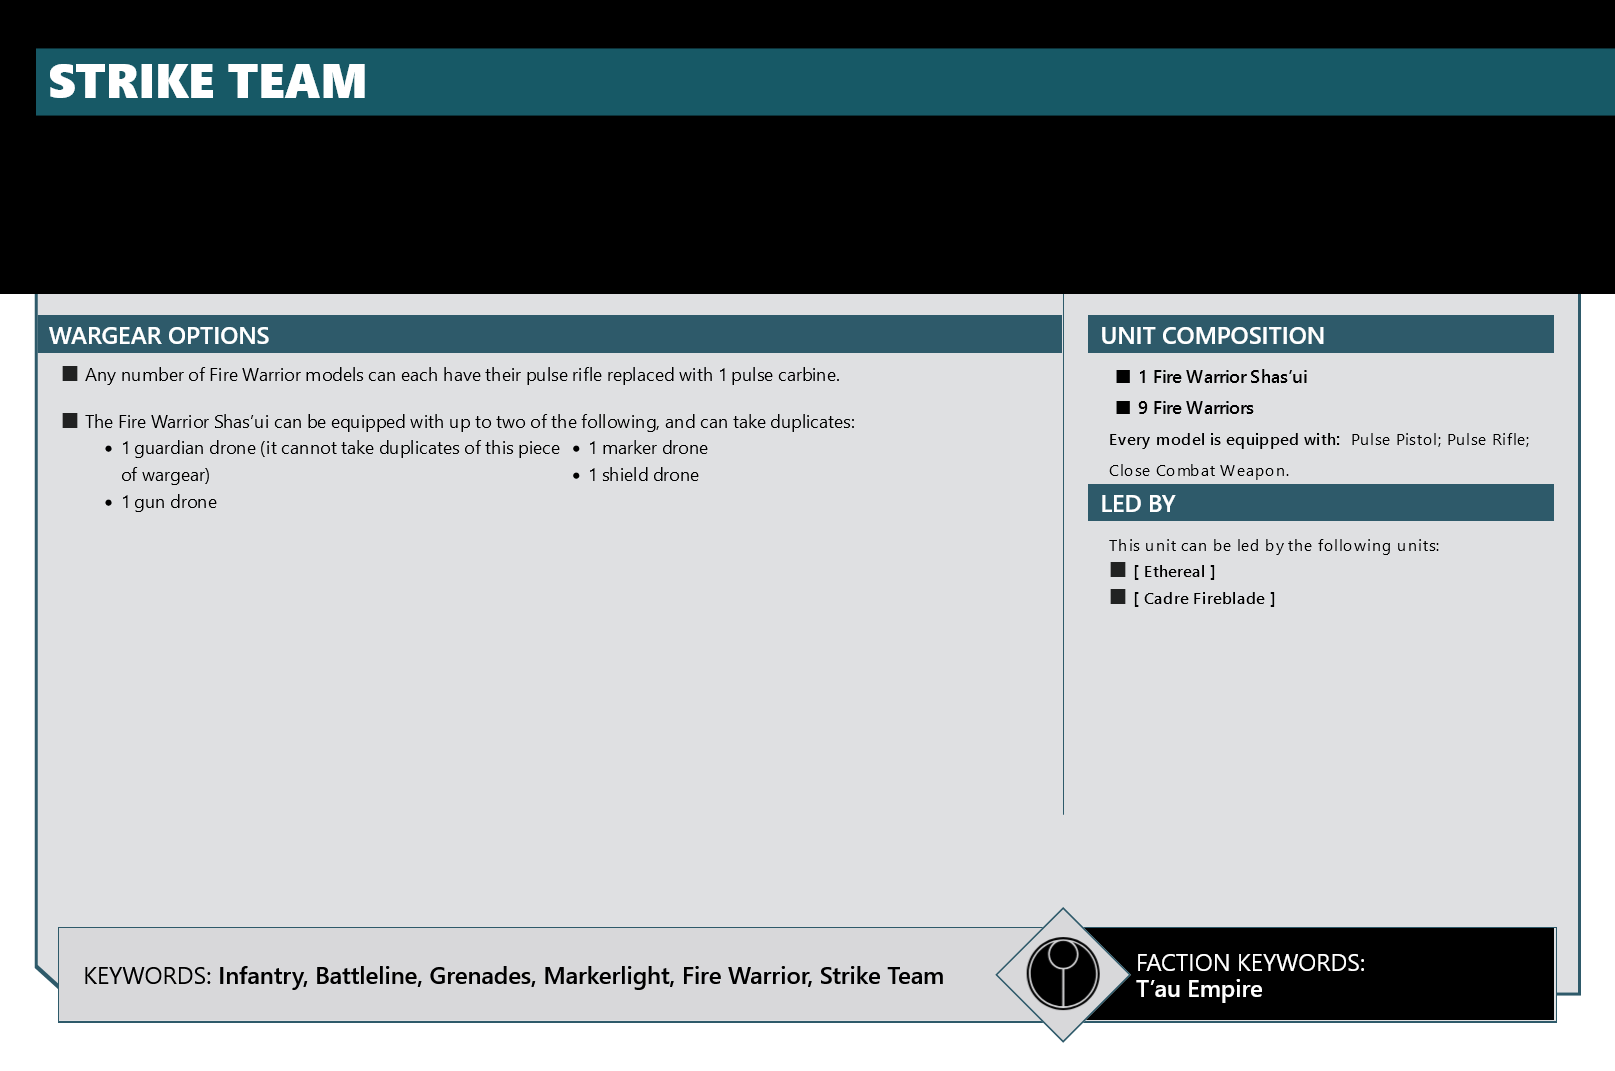 STRIKE TEAM
WARGEAR OPTIONS
■ Any number of Fire Warrior models can each have their pulse rifle replaced with 1 pulse carbine.
■ The Fire Warrior Shas’ui can be equipped with up to two of the following, and can take duplicates:
• 1 guardian drone (it cannot take duplicates of this piece
of wargear)
• 1 gun drone
• 1 marker drone
• 1 shield drone
UNIT COMPOSITION
■ 1 Fire Warrior Shas’ui
■ 9 Fire Warriors
Every model is equipped with: Pulse Pistol; Pulse Rifle;
Close Combat Weapon.
LED BY
This unit can be led by the following units:
■ [ Ethereal ]
■ [ Cadre Fireblade ]
KEYWORDS: Infantry, Battleline, Grenades, Markerlight, Fire Warrior, Strike Team
FACTION KEYWORDS:
T’au Empire